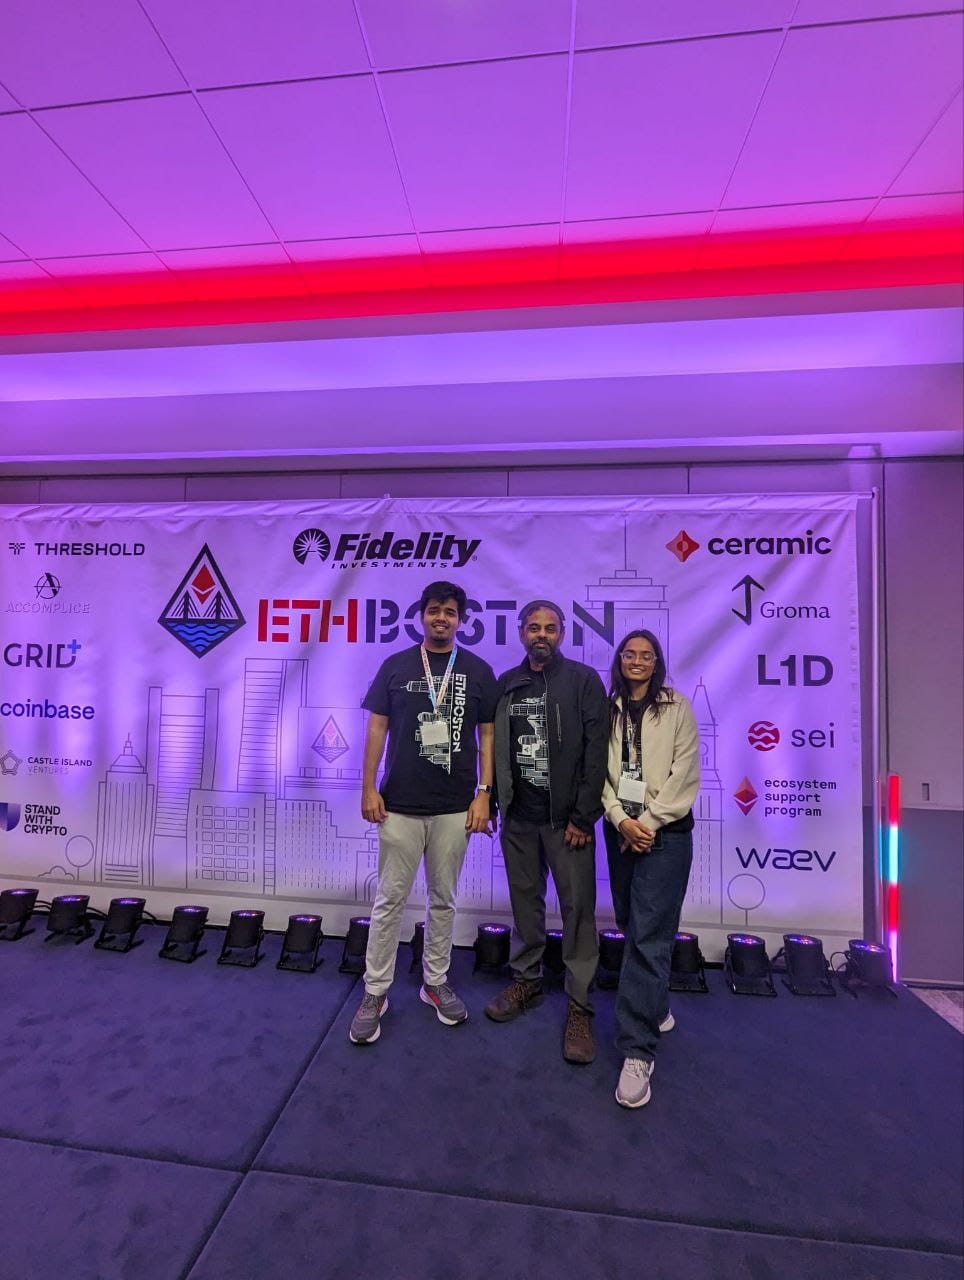 THRESHOLD
ACCOMPLICE
GRID+
coinbase
CASTLE ISLAND
VENTURES
STAND
WITH
CRYPTO
Fidelity
INVESTMENTS
ETHBOSTON
ceramic
Groma
L1D
sei
ecosystem
support
program
waev
ETHBOSTON